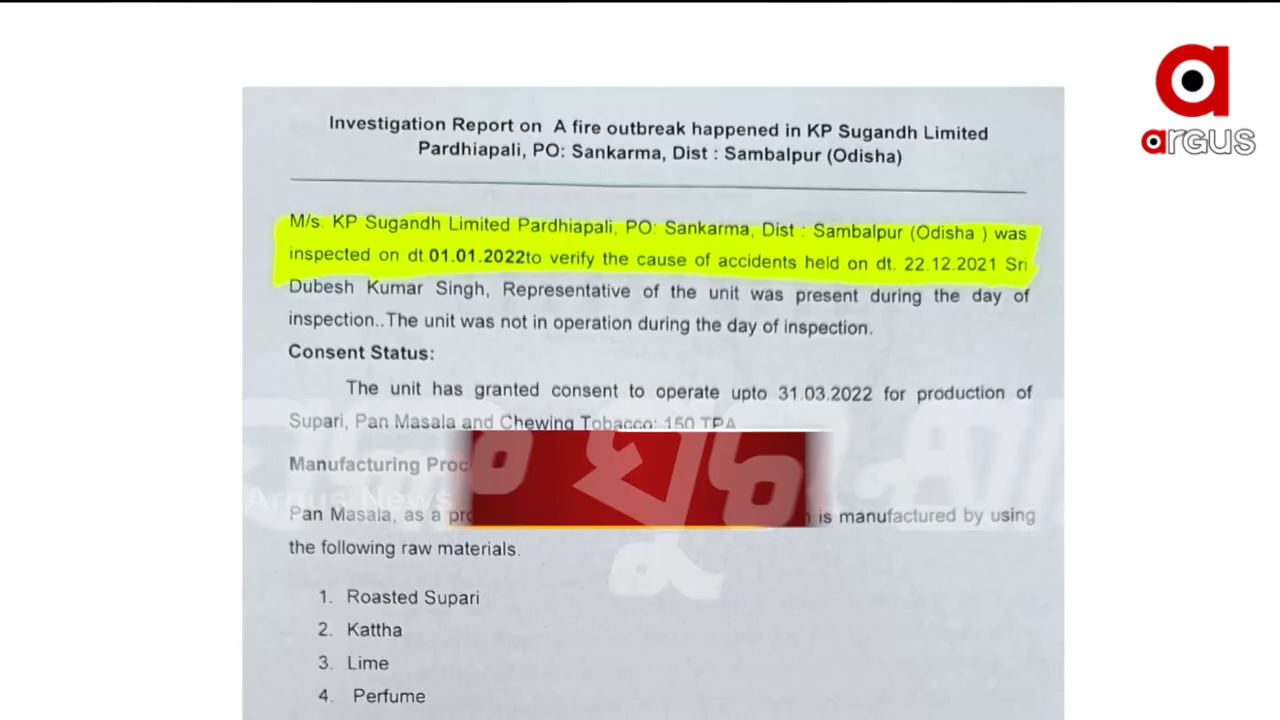 argus
Investigation Report on A fire outbreak happened in KP Sugandh Limited
Pardhiapali, PO: Sankarma, Dist : Sambalpur (Odisha)
M/s. KP Sugandh Limited Pardhiapali, PO: Sankarma, Dist : Sambalpur (Odisha ) was
inspected on dt.01.01.2022to verify the cause of accidents held on dt. 22.12.2021 Sri
Dubesh Kumar Singh, Representative of the unit was present during the day of
inspection..The unit was not in operation during the day of inspection.
Consent Status:
The unit has granted consent to operate upto 31.03.2022 for production of
Supari, Pan Masala and Chewing Tobacco: 150 TPA
Manufacturing
Argus News
Pan Masala, as a is manufactured by using
the following raw materials.
1. Roasted Supari
2. Kattha
3. Lime
4. Perfume